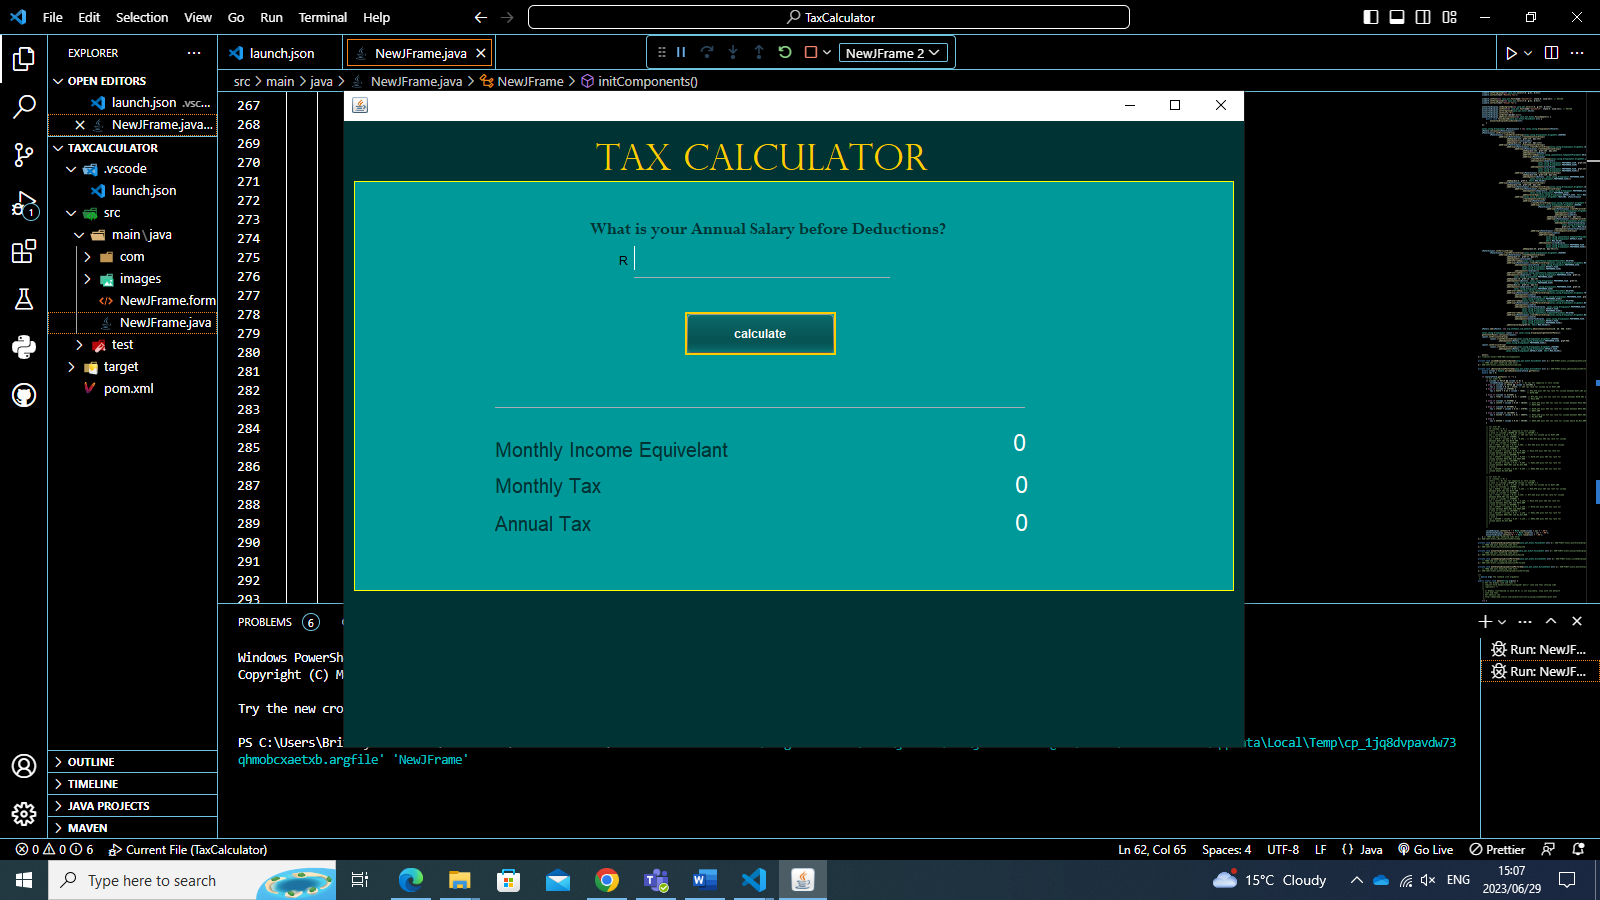 File Edit Selection View Go Run Terminal Help
TaxCalculator
EXPLORER
launch.json
NewJFrame.java
NewJFrame 2
OPEN EDITORS
launch.json .vsc...
NewJFrame.java...
TAXCALCULATOR
.vscode
launch.json
src
main\java
com
images
NewJFrame.form
NewJFrame.java
test
target
pom.xml
OUTLINE
TIMELINE
JAVA PROJECTS
MAVEN
1
src > main > java > NewJFrame.java > NewJFrame > initComponents()
267
268
269
270
271
272
273
274
275
276
277
278
279
280
281
282
283
284
285
286
287
288
289
290
291
292
293
TAX CALCULATOR
What is your Annual Salary before Deductions?
R
calculate
Monthly Income Equivelant 0
Monthly Tax 0
Annual Tax 0
PROBLEMS 6
Windows PowerSh
Copyright (C) M
Try the new cro
PS C:\Users\Bri
ata\Local\Temp\cp_1jq8dvpavdw73
qhmobcxaetxb.argfile' 'NewJFrame'
Run: NewJF...
Run: NewJF...
0 0 6 Current File (TaxCalculator)
Ln 62, Col 65 Spaces: 4 UTF-8 LF {} Java Go Live Prettier
Type here to search
15°C Cloudy
ENG
15:07
2023/06/29